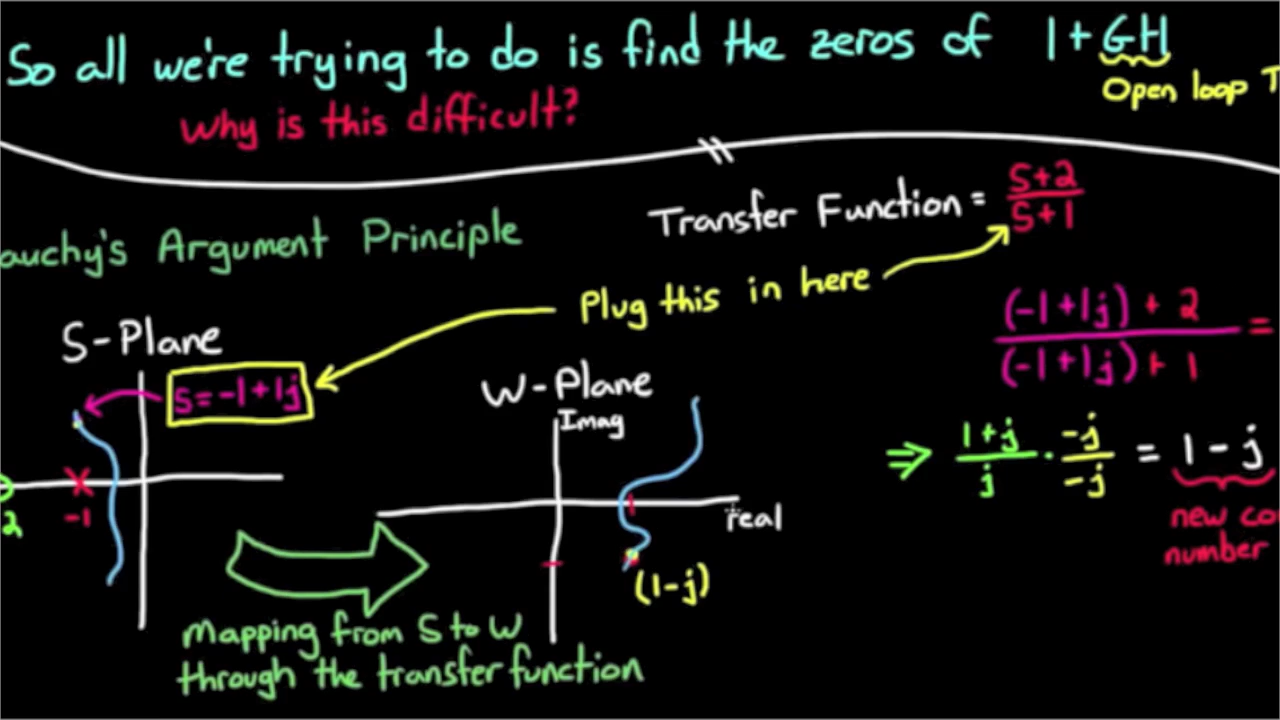 So all we're trying to do is find the zeros of 1+GH
Open loop T
Why is this difficult?
Transfer Function = S+2
S+1
auchy's Argument Principle
Plug this in here
(-1+1j) + 2 =
(-1+1j) + 1
S-Plane
S=-1+1j
W-Plane
Imag
1+j · -j = 1-j
⇒ j -j
new co
number
2
-1
real
(1-j)
Mapping from S to W
through the transfer function